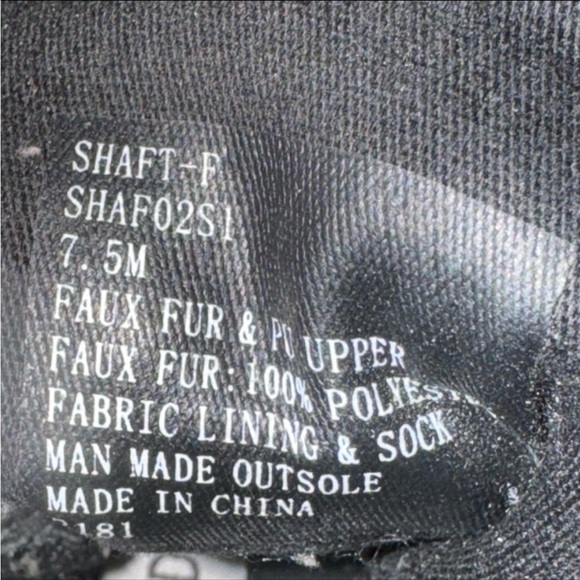 SHAFT-F
SHAF02S1
7.5M
FAUX FUR & PU UPPER
FAUX FUR: 100% POLYESTER
FABRIC LINING & SOCK
MAN MADE OUTSOLE
MADE IN CHINA